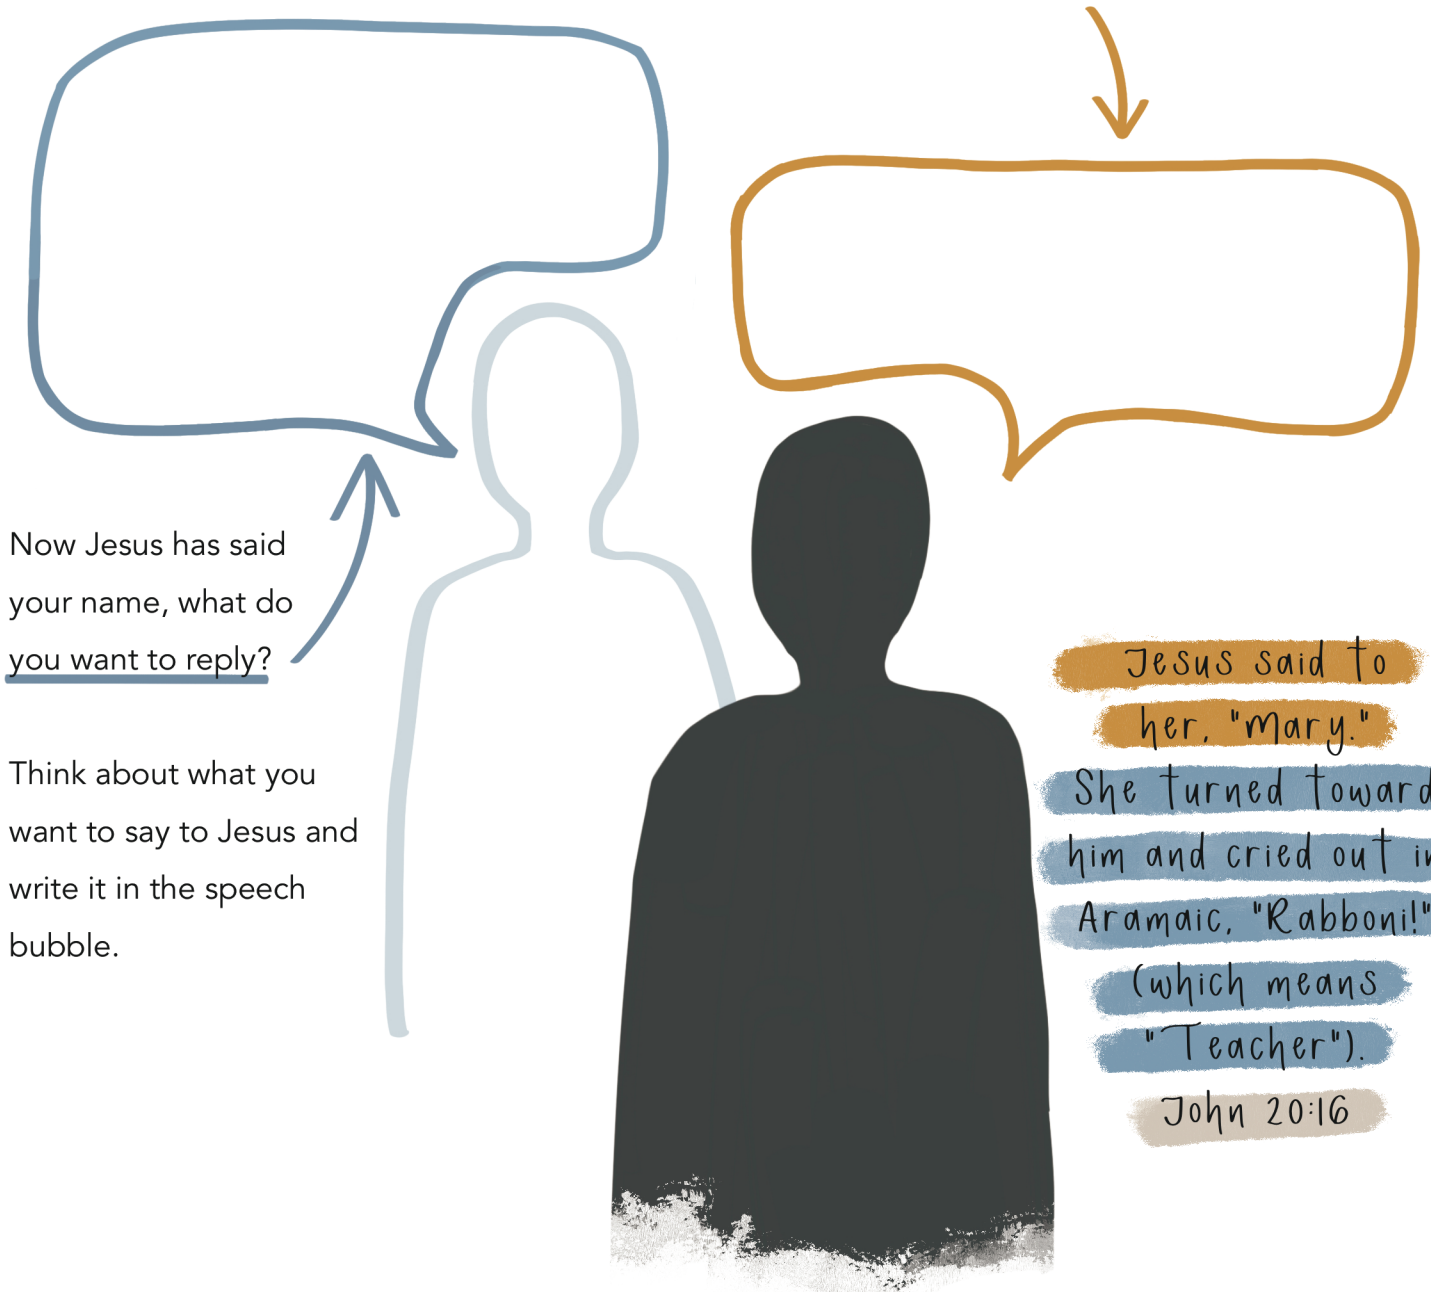 Now Jesus has said
your name, what do
you want to reply?
Think about what you
want to say to Jesus and
write it in the speech
bubble.
Jesus said to
her, "Mary."
She turned toward
him and cried out in
Aramaic, "Rabboni!"
(which means
"Teacher").
John 20:16